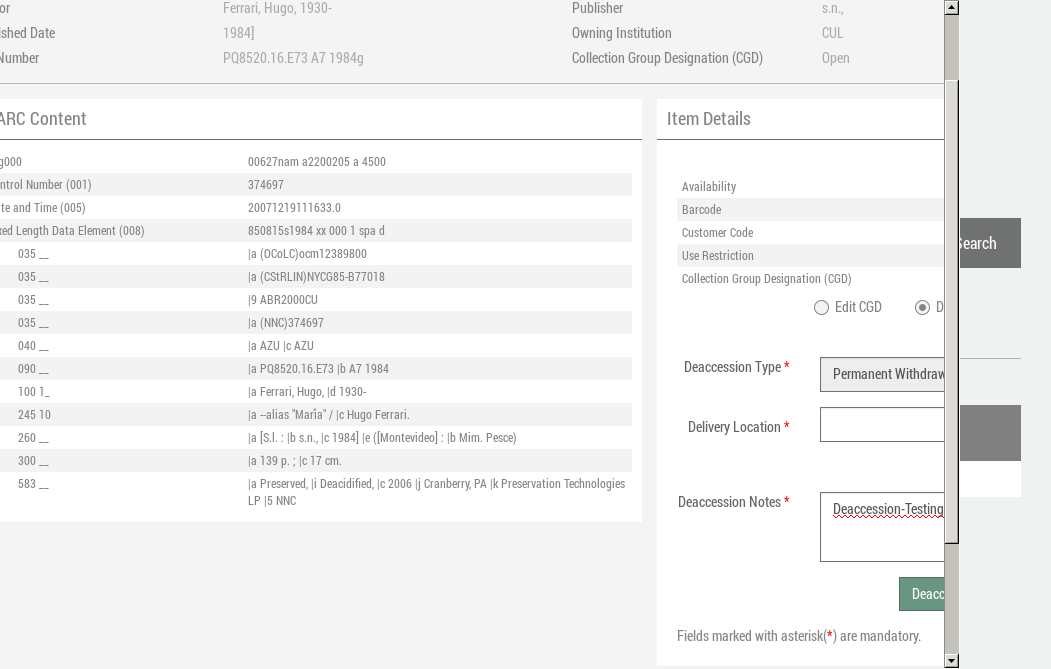 or Ferrari, Hugo, 1930- Publisher s.n.,
ished Date 1984] Owning Institution CUL
Number PQ8520.16.E73 A7 1984g Collection Group Designation (CGD) Open
ARC Content
g000 00627nam a2200205 a 4500
ntrol Number (001) 374697
te and Time (005) 20071219111633.0
xed Length Data Element (008) 850815s1984 xx 000 1 spa d
035 __ |a (OCoLC)ocm12389800
035 __ |a (CStRLIN)NYCG85-B77018
035 __ |9 ABR2000CU
035 __ |a (NNC)374697
040 __ |a AZU |c AZU
090 __ |a PQ8520.16.E73 |b A7 1984
100 1_ |a Ferrari, Hugo, |d 1930-
245 10 |a --alias "María" / |c Hugo Ferrari.
260 __ |a [S.l. : |b s.n., |c 1984] |e ([Montevideo] : |b Mim. Pesce)
300 __ |a 139 p. ; |c 17 cm.
583 __ |a Preserved, |i Deacidified, |c 2006 |j Cranberry, PA |k Preservation Technologies
LP |5 NNC
Item Details
Availability
Barcode
Customer Code
Use Restriction
Collection Group Designation (CGD)
Edit CGD D
Deaccession Type * Permanent Withdraw
Delivery Location *
Deaccession Notes * Deaccession-Testing
Deacc
Fields marked with asterisk(*) are mandatory.
Search